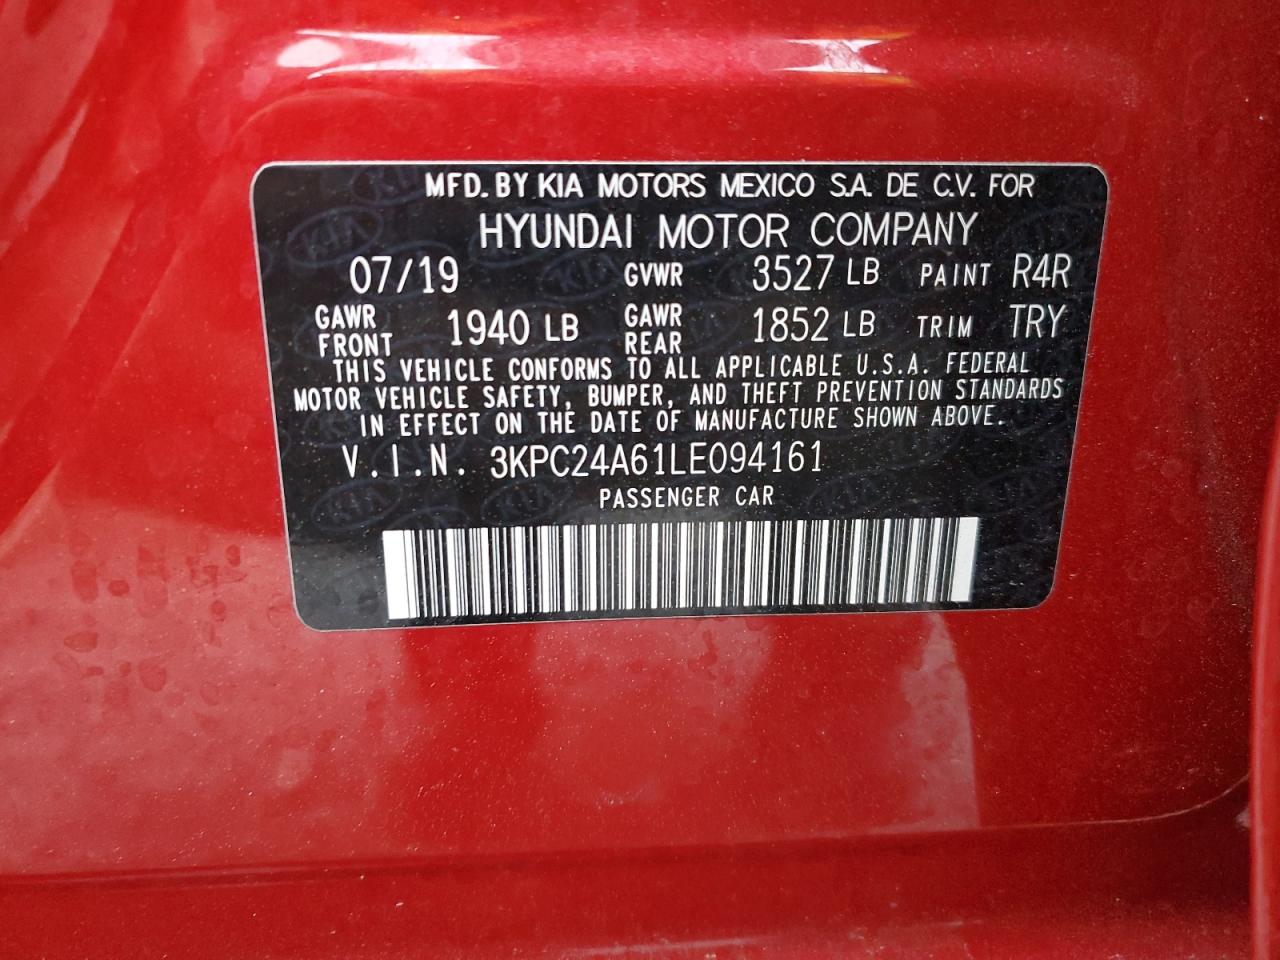 MFD. BY KIA MOTORS MEXICO S.A. DE C.V. FOR
HYUNDAI MOTOR COMPANY
07/19 GVWR 3527 LB PAINT R4R
GAWR FRONT 1940 LB GAWR REAR 1852 LB TRIM TRY
THIS VEHICLE CONFORMS TO ALL APPLICABLE U.S.A. FEDERAL
MOTOR VEHICLE SAFETY, BUMPER, AND THEFT PREVENTION STANDARDS
IN EFFECT ON THE DATE OF MANUFACTURE SHOWN ABOVE.
V.I.N. 3KPC24A61LE094161
PASSENGER CAR